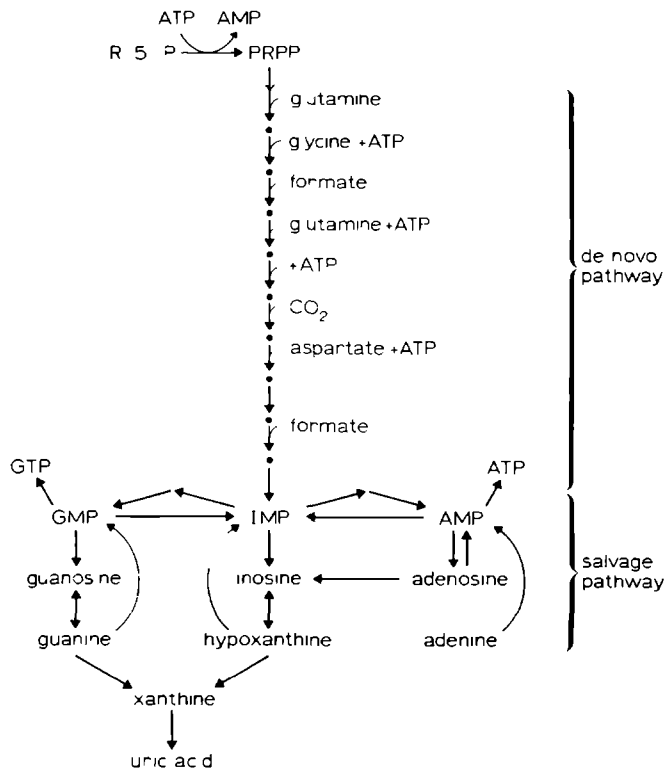 ATP AMP
R 5 P PRPP
glutamine
glycine +ATP
formate
glutamine +ATP
+ATP
CO₂
aspartate +ATP
formate
de novo
pathway
GTP ATP
GMP IMP AMP
guanosine inosine adenosine
salvage
pathway
guanine hypoxanthine adenine
xanthine
uric acid